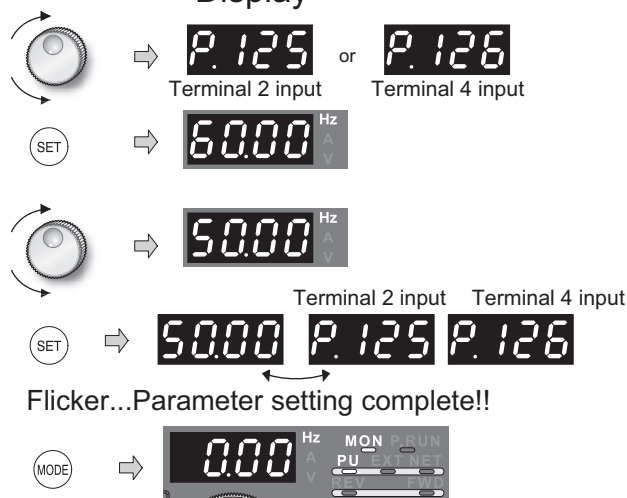 Display
P.125 or P.126
Terminal 2 input Terminal 4 input
SET
60.00 Hz
A
V
50.00 Hz
A
V
Terminal 2 input Terminal 4 input
SET 50.00 P.125 P.126
Flicker...Parameter setting complete!!
MODE 0.00 Hz MON P.RUN
A PU EXT NET
V REV FWD